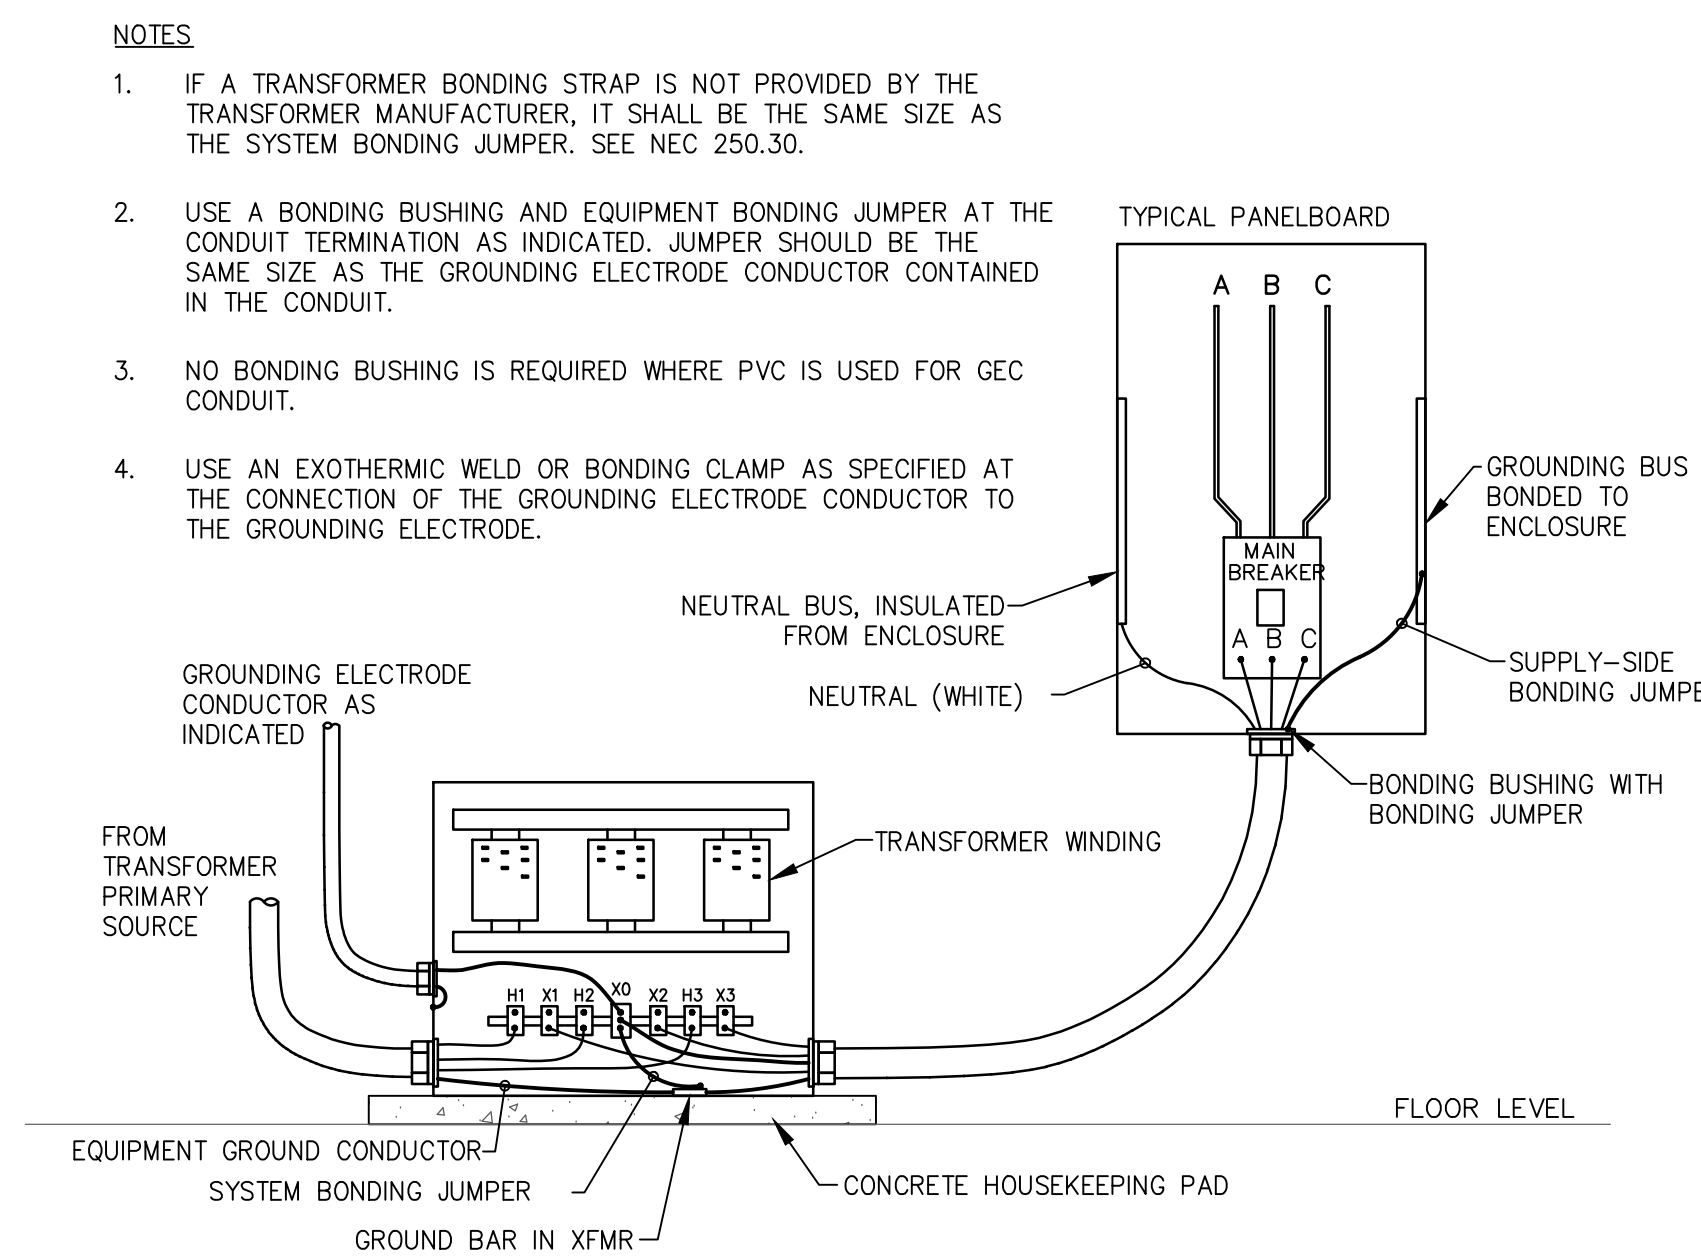 NOTES
1. IF A TRANSFORMER BONDING STRAP IS NOT PROVIDED BY THE
TRANSFORMER MANUFACTURER, IT SHALL BE THE SAME SIZE AS
THE SYSTEM BONDING JUMPER. SEE NEC 250.30.
2. USE A BONDING BUSHING AND EQUIPMENT BONDING JUMPER AT THE
CONDUIT TERMINATION AS INDICATED. JUMPER SHOULD BE THE
SAME SIZE AS THE GROUNDING ELECTRODE CONDUCTOR CONTAINED
IN THE CONDUIT.
3. NO BONDING BUSHING IS REQUIRED WHERE PVC IS USED FOR GEC
CONDUIT.
4. USE AN EXOTHERMIC WELD OR BONDING CLAMP AS SPECIFIED AT
THE CONNECTION OF THE GROUNDING ELECTRODE CONDUCTOR TO
THE GROUNDING ELECTRODE.
TYPICAL PANELBOARD
A B C
GROUNDING BUS
BONDED TO
ENCLOSURE
MAIN
BREAKER
A B C
NEUTRAL BUS, INSULATED
FROM ENCLOSURE
NEUTRAL (WHITE)
SUPPLY-SIDE
BONDING JUMPE
BONDING BUSHING WITH
BONDING JUMPER
GROUNDING ELECTRODE
CONDUCTOR AS
INDICATED
FROM
TRANSFORMER
PRIMARY
SOURCE
TRANSFORMER WINDING
H1 X1 H2 X0 X2 H3 X3
FLOOR LEVEL
EQUIPMENT GROUND CONDUCTOR
SYSTEM BONDING JUMPER
GROUND BAR IN XFMR
CONCRETE HOUSEKEEPING PAD